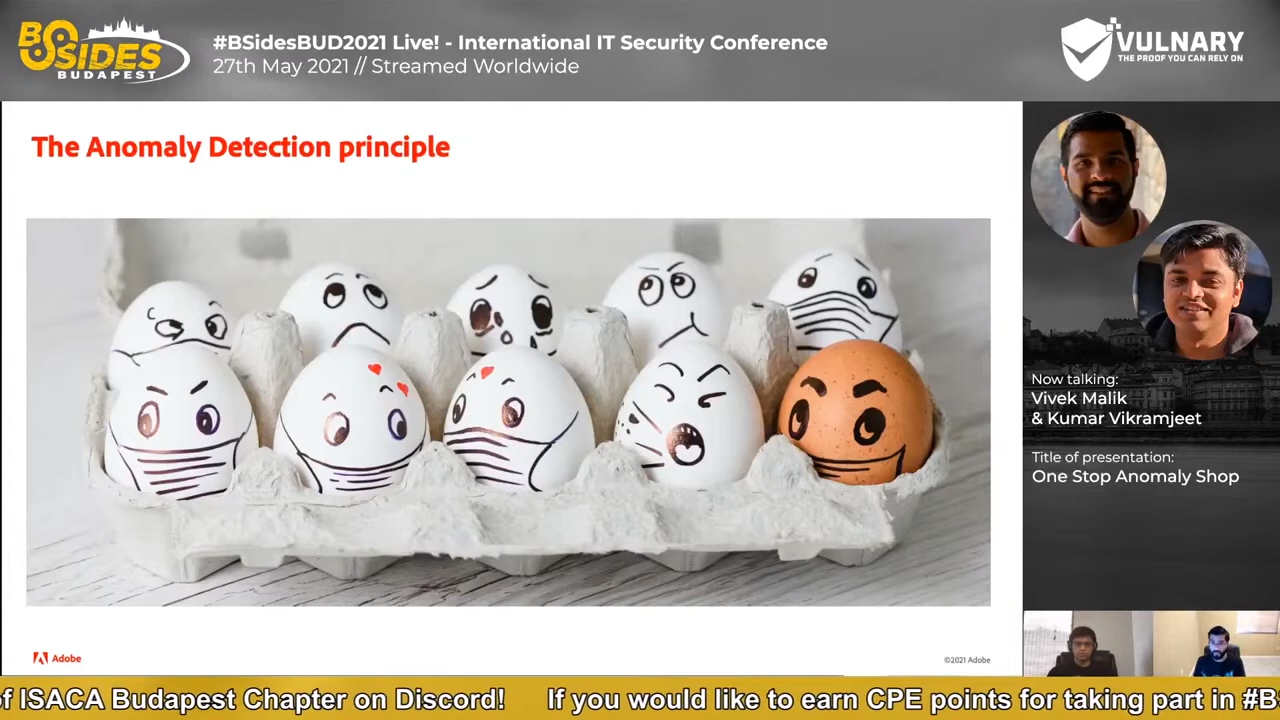 BSIDES
BUDAPEST
#BSidesBUD2021 Live! - International IT Security Conference
27th May 2021 // Streamed Worldwide
VULNARY
THE PROOF YOU CAN RELY ON
The Anomaly Detection principle
Now talking:
Vivek Malik
& Kumar Vikramjeet
Title of presentation:
One Stop Anomaly Shop
Adobe
©2021 Adobe
of ISACA Budapest Chapter on Discord! If you would like to earn CPE points for taking part in #BS